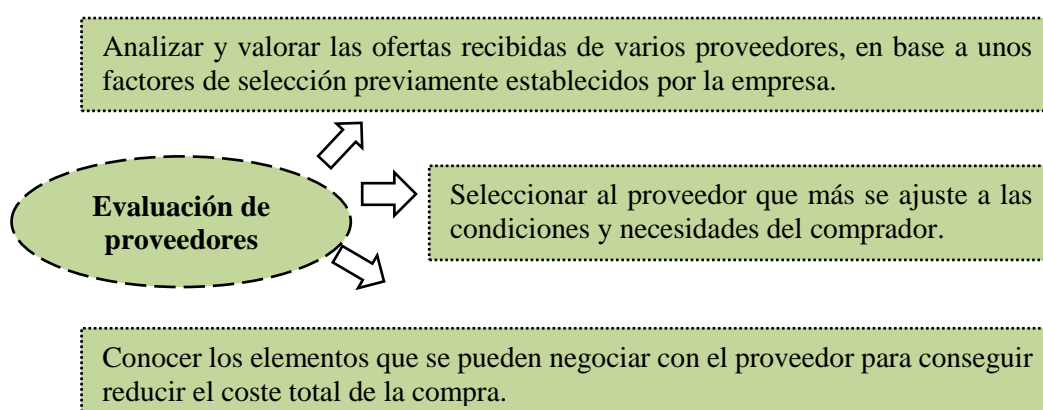 Analizar y valorar las ofertas recibidas de varios proveedores, en base a unos
factores de selección previamente establecidos por la empresa.
Evaluación de
proveedores
Seleccionar al proveedor que más se ajuste a las
condiciones y necesidades del comprador.
Conocer los elementos que se pueden negociar con el proveedor para conseguir
reducir el coste total de la compra.